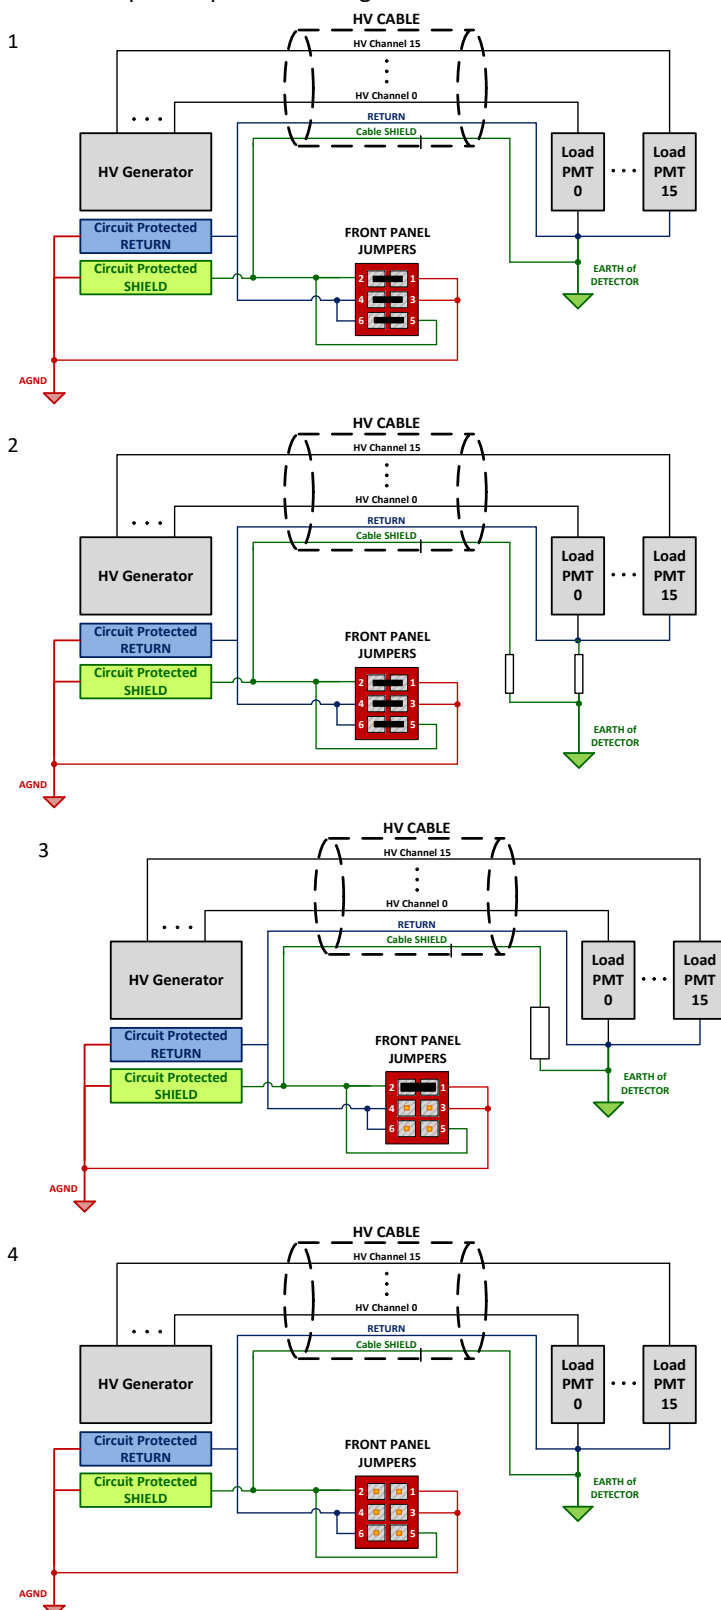 1
HV CABLE
HV Channel 15
HV Channel 0
RETURN
Cable SHIELD
HV Generator
Load
PMT
0
Load
PMT
15
Circuit Protected
RETURN
Circuit Protected
SHIELD
FRONT PANEL
JUMPERS
2 1
4 3
6 5
EARTH of
DETECTOR
AGND
2
HV CABLE
HV Channel 15
HV Channel 0
RETURN
Cable SHIELD
HV Generator
Load
PMT
0
Load
PMT
15
Circuit Protected
RETURN
Circuit Protected
SHIELD
FRONT PANEL
JUMPERS
2 1
4 3
6 5
EARTH of
DETECTOR
AGND
3
HV CABLE
HV Channel 15
HV Channel 0
RETURN
Cable SHIELD
HV Generator
Load
PMT
0
Load
PMT
15
Circuit Protected
RETURN
Circuit Protected
SHIELD
FRONT PANEL
JUMPERS
2 1
4 3
6 5
EARTH of
DETECTOR
AGND
4
HV CABLE
HV Channel 15
HV Channel 0
RETURN
Cable SHIELD
HV Generator
Load
PMT
0
Load
PMT
15
Circuit Protected
RETURN
Circuit Protected
SHIELD
FRONT PANEL
JUMPERS
2 1
4 3
6 5
EARTH of
DETECTOR
AGND